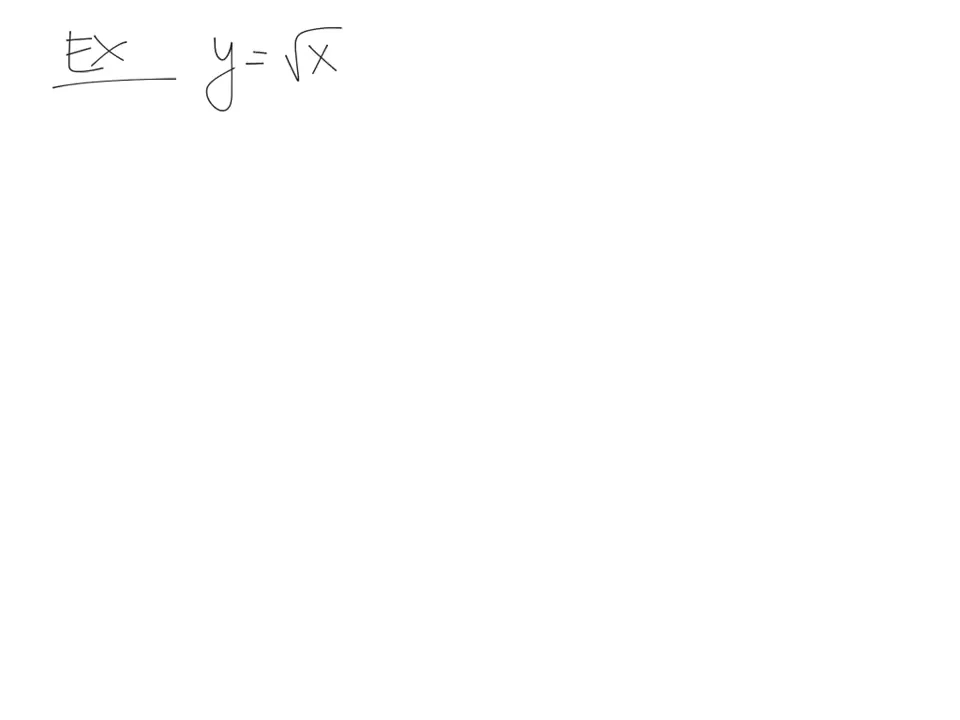 Ex y = √x